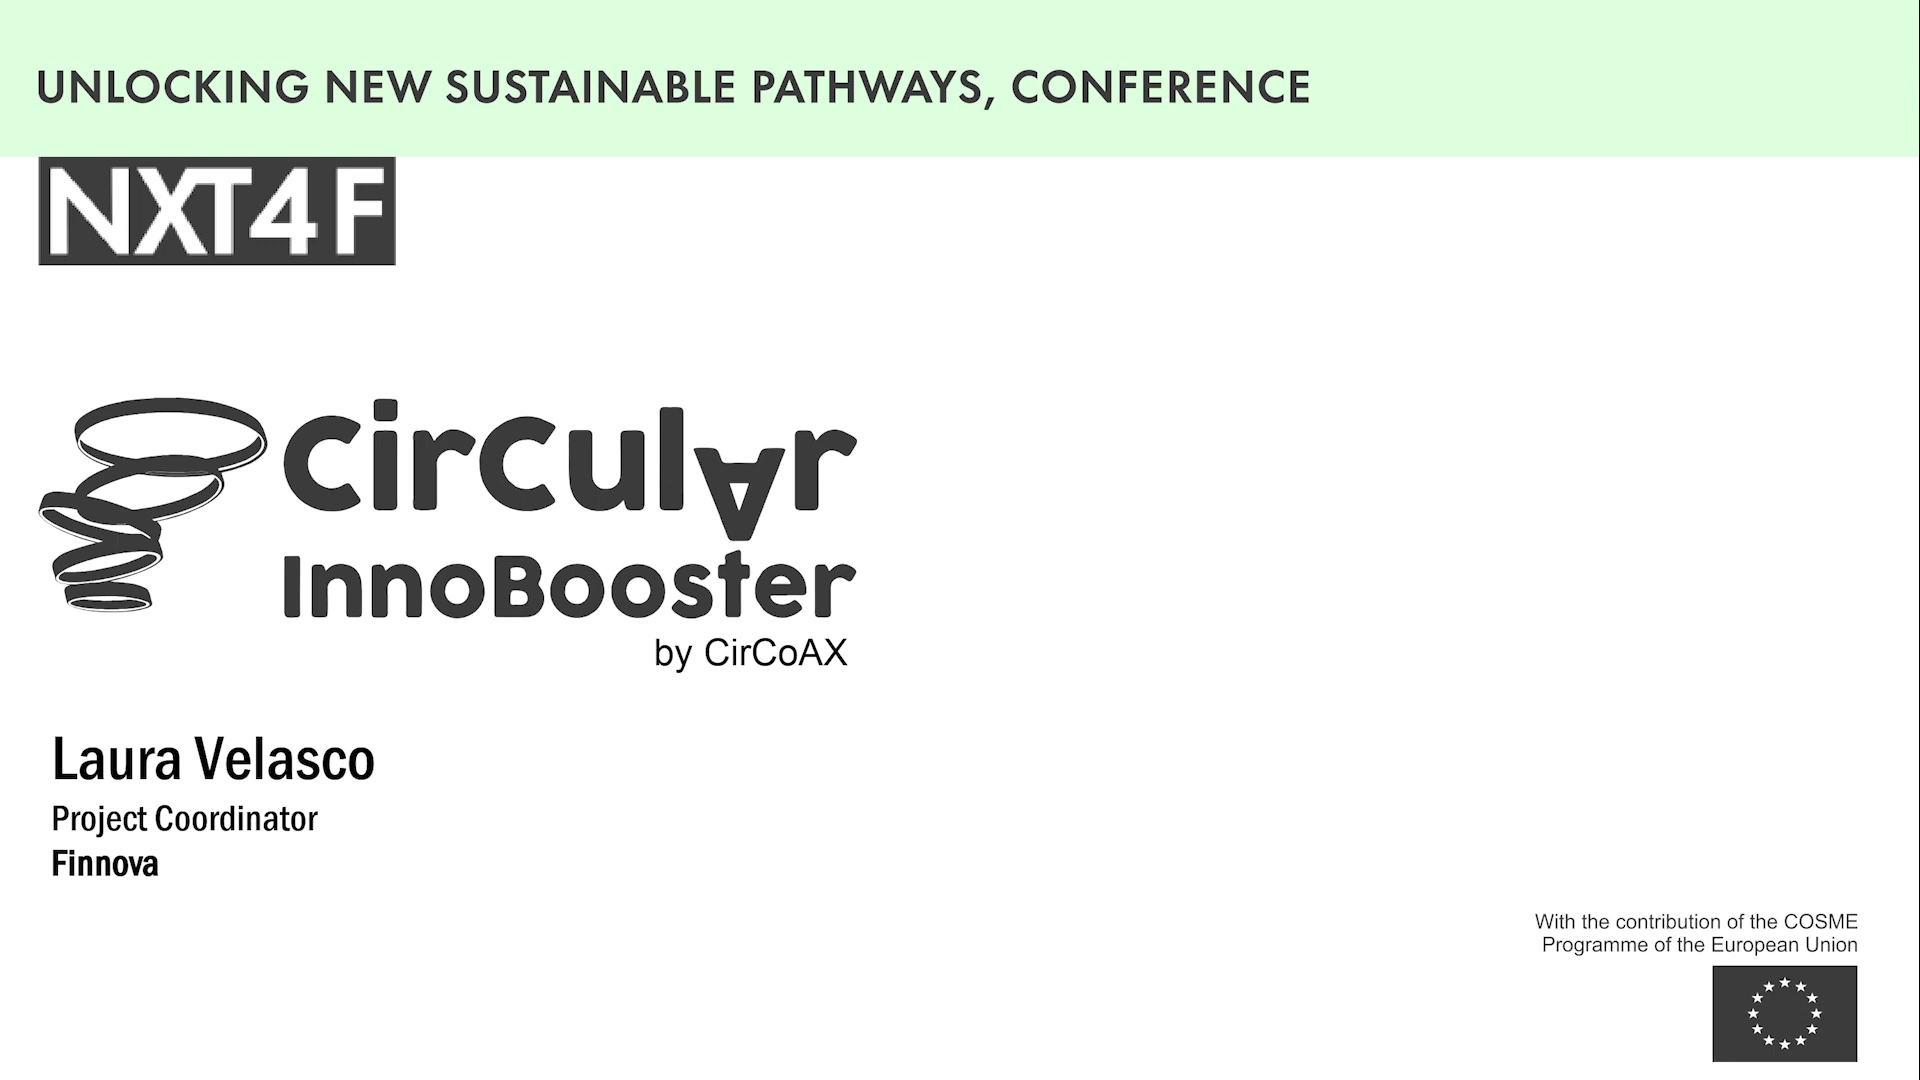 UNLOCKING NEW SUSTAINABLE PATHWAYS, CONFERENCE
NXT4F
circulAr
InnoBooster
by CirCoAX
Laura Velasco
Project Coordinator
Finnova
With the contribution of the COSME
Programme of the European Union